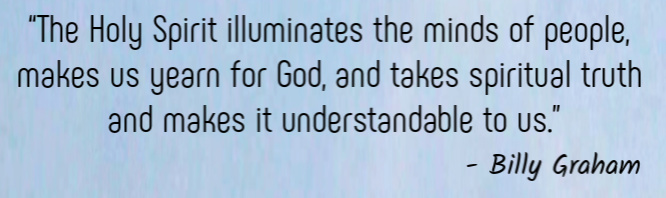 “The Holy Spirit illuminates the minds of people,
makes us yearn for God, and takes spiritual truth
and makes it understandable to us.”
- Billy Graham